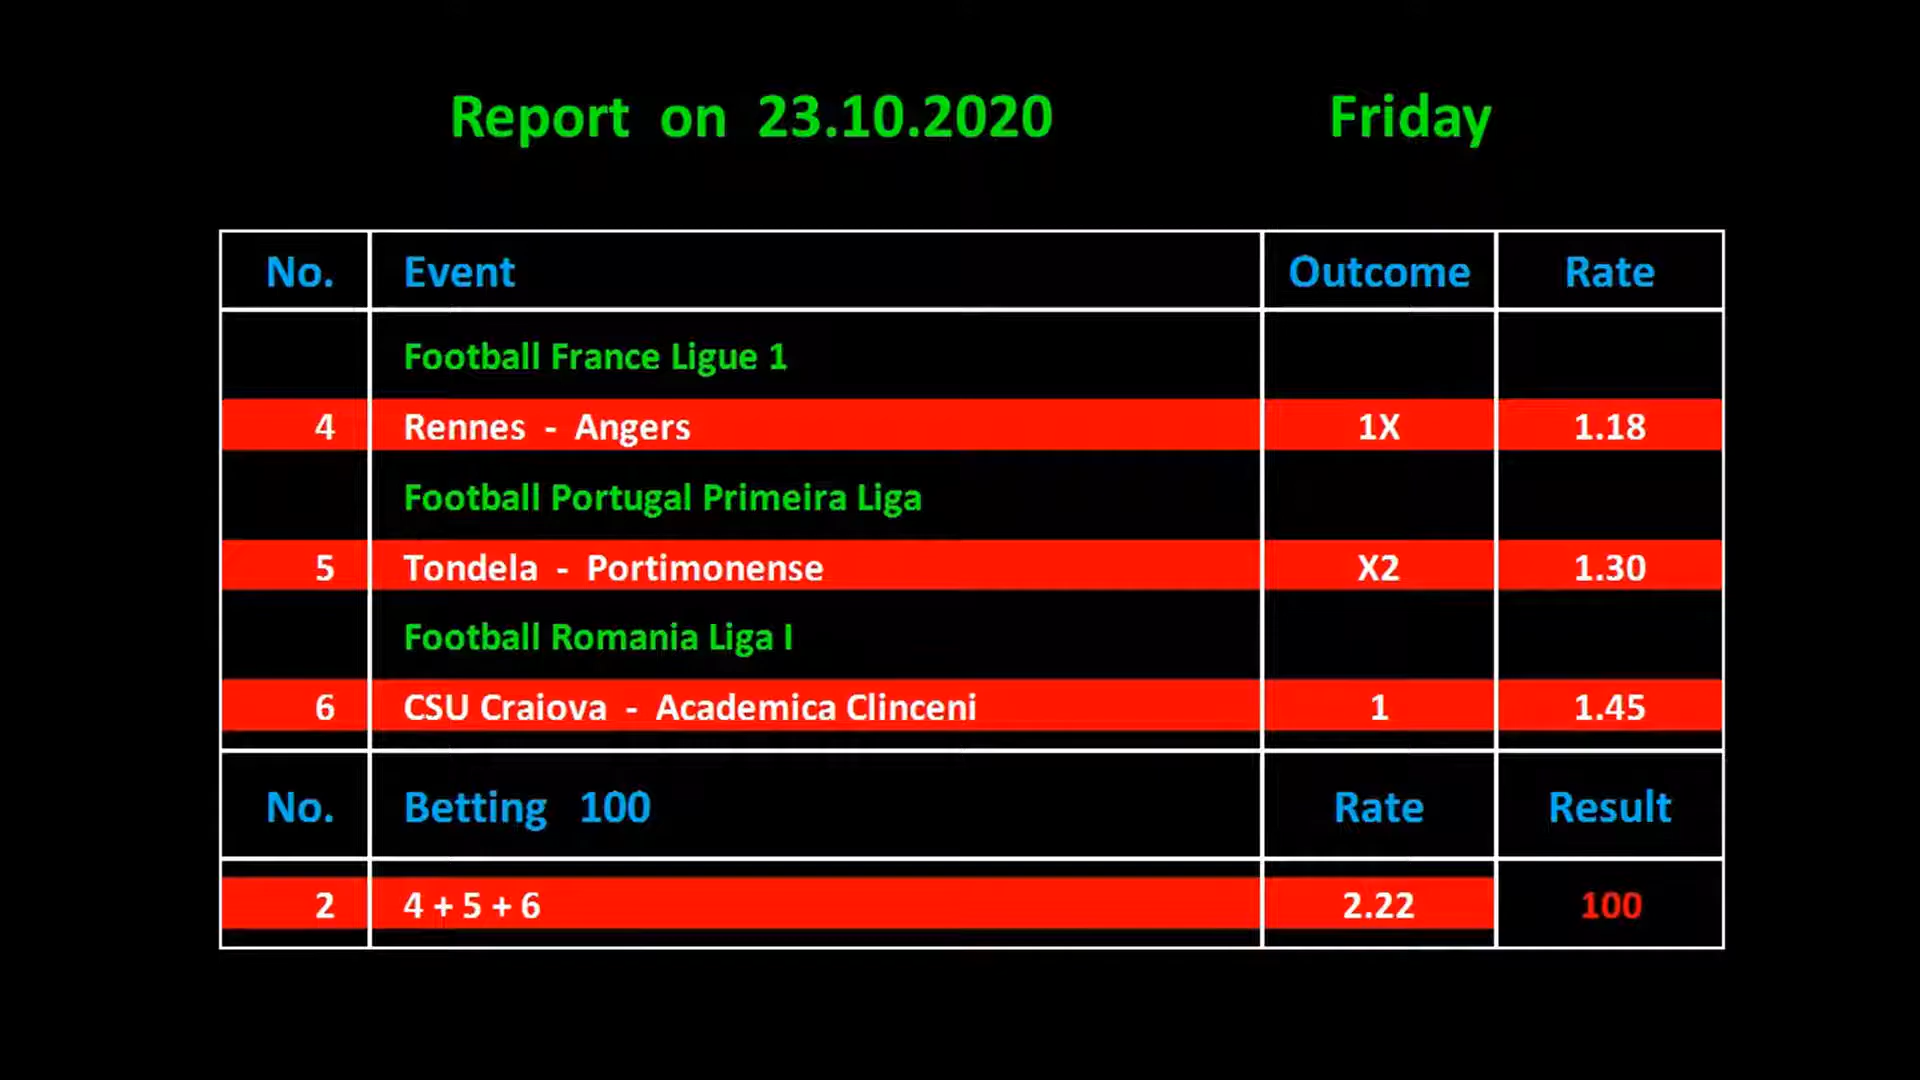 Report on 23.10.2020 Friday
No. Event Outcome Rate
Football France Ligue 1
4 Rennes - Angers 1X 1.18
Football Portugal Primeira Liga
5 Tondela - Portimonense X2 1.30
Football Romania Liga I
6 CSU Craiova - Academica Clinceni 1 1.45
No. Betting 100 Rate Result
2 4 + 5 + 6 2.22 100